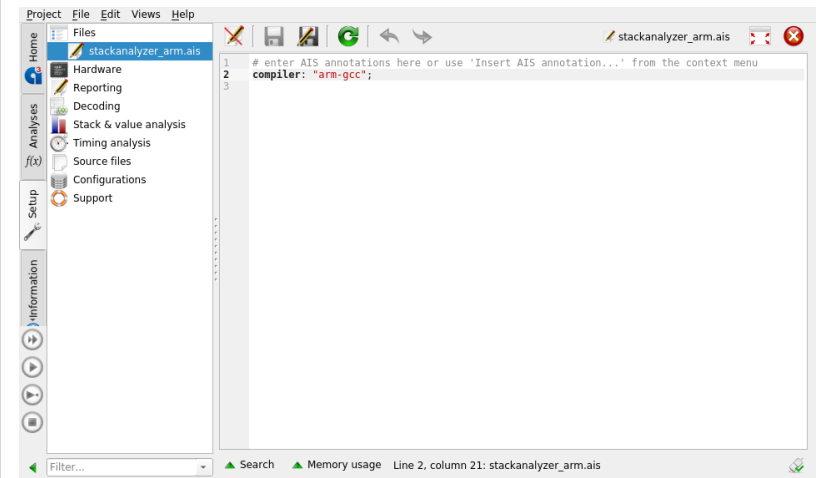 Project File Edit Views Help
Home
3
Analyses
f(x)
Setup
Information
Files
stackanalyzer_arm.ais
Hardware
Reporting
Decoding
Stack & value analysis
Timing analysis
Source files
Configurations
Support
Filter...
stackanalyzer_arm.ais
1 # enter AIS annotations here or use 'Insert AIS annotation...' from the context menu
2 compiler: "arm-gcc";
3
Search Memory usage Line 2, column 21: stackanalyzer_arm.ais